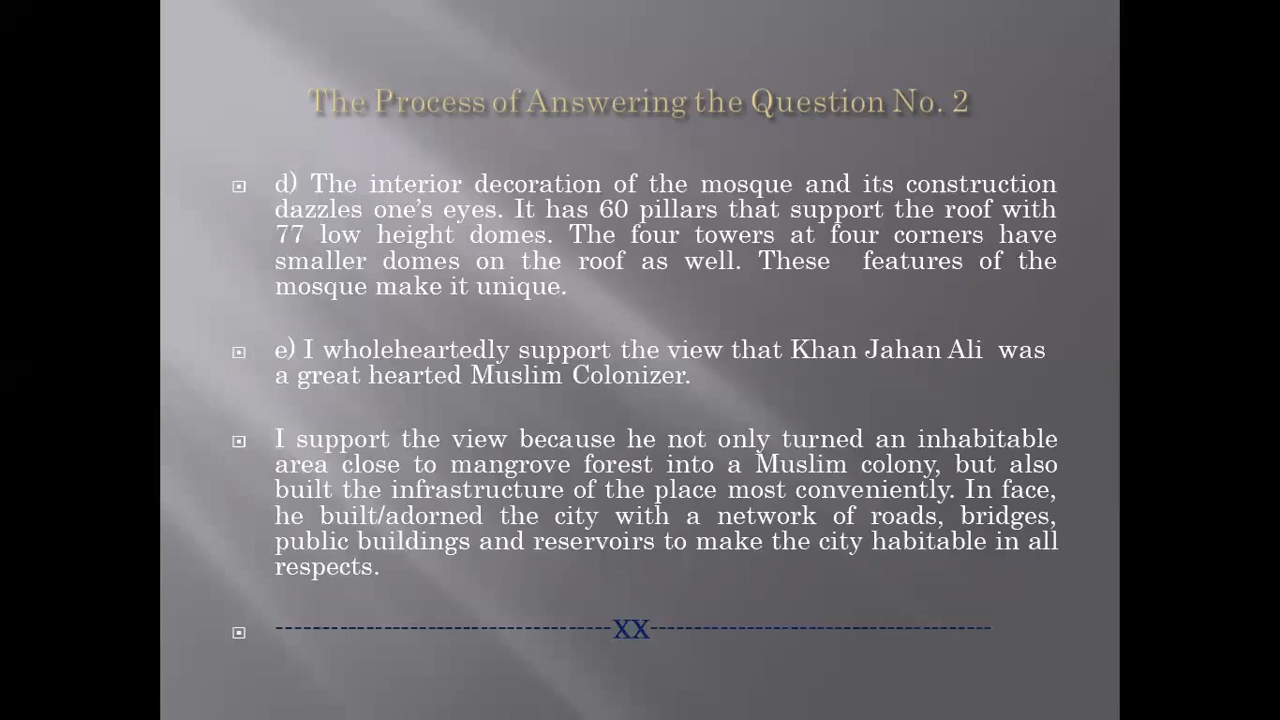 The Process of Answering the Question No. 2
d) The interior decoration of the mosque and its construction
dazzles one's eyes. It has 60 pillars that support the roof with
77 low height domes. The four towers at four corners have
smaller domes on the roof as well. These features of the
mosque make it unique.
e) I wholeheartedly support the view that Khan Jahan Ali was
a great hearted Muslim Colonizer.
I support the view because he not only turned an inhabitable
area close to mangrove forest into a Muslim colony, but also
built the infrastructure of the place most conveniently. In face,
he built/adorned the city with a network of roads, bridges,
public buildings and reservoirs to make the city habitable in all
respects.
---------------------------------------XX---------------------------------------